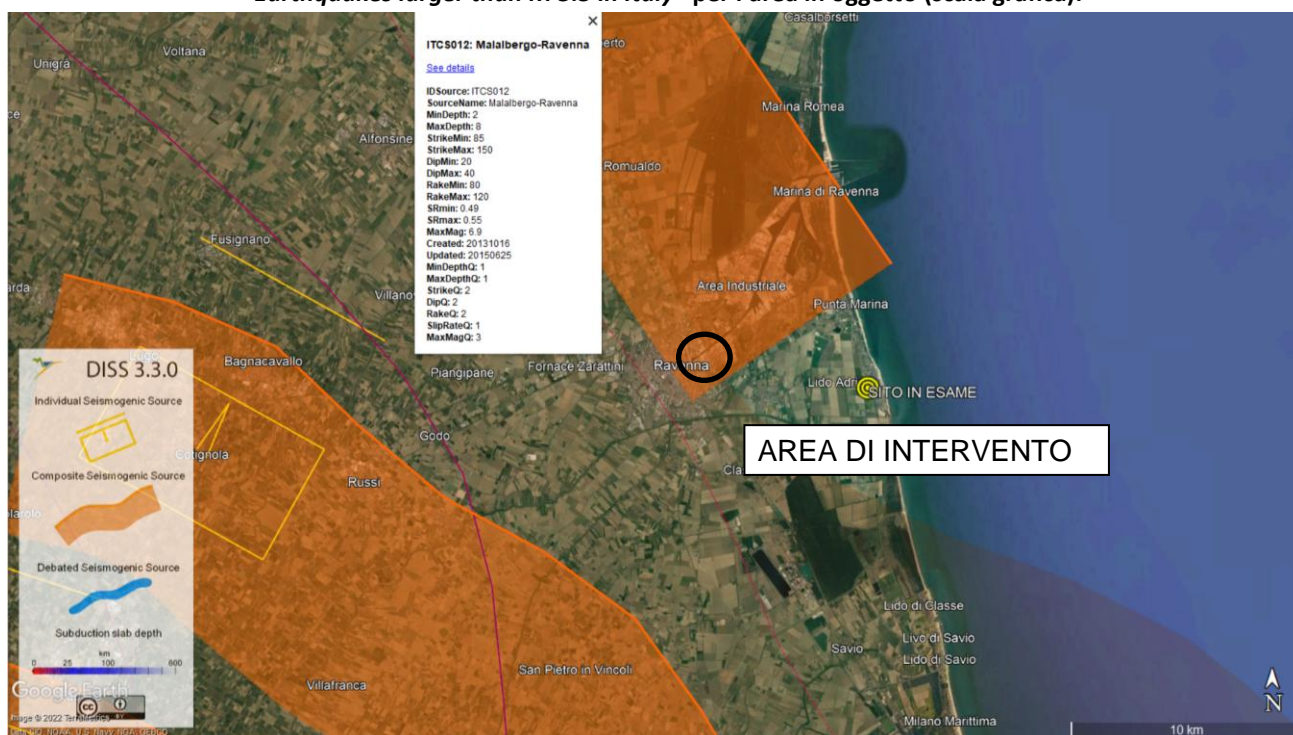 "Earthquakes larger than M 5.5 in Italy" per l'area in oggetto (scala grafica).
Casalborsetti
Voltana
Unigra
ITCS012: Malalbergo-Ravenna
See details
IDSource: ITCS012
SourceName: Malalbergo-Ravenna
MinDepth: 2
MaxDepth: 8
StrikeMin: 85
StrikeMax: 150
DipMin: 20
DipMax: 40
RakeMin: 80
RakeMax: 120
SRmin: 0.49
SRmax: 0.55
MaxMag: 6.9
Created: 20131016
Updated: 20150625
MinDepthQ: 1
MaxDepthQ: 1
StrikeQ: 2
DipQ: 2
RakeQ: 2
SlipRateQ: 1
MaxMagQ: 3
Marina Romea
Alfonsine
Romualdo
Marina di Ravenna
Fusignano
Area Industriale
Villano
Punta Marina
Bagnacavallo
Piangipane
Fornace Zarattini
Ravenna
Lido Adri
SITO IN ESAME
Godo
AREA DI INTERVENTO
Cotignola
Russi
DISS 3.3.0
Individual Seismogenic Source
Composite Seismogenic Source
Debated Seismogenic Source
Subduction slab depth
km
0 25 100 800
Lido di Classe
Savio
Lido di Savio
San Pietro in Vincoli
Villafranca
Google Earth
Milano Marittima
N
10 km